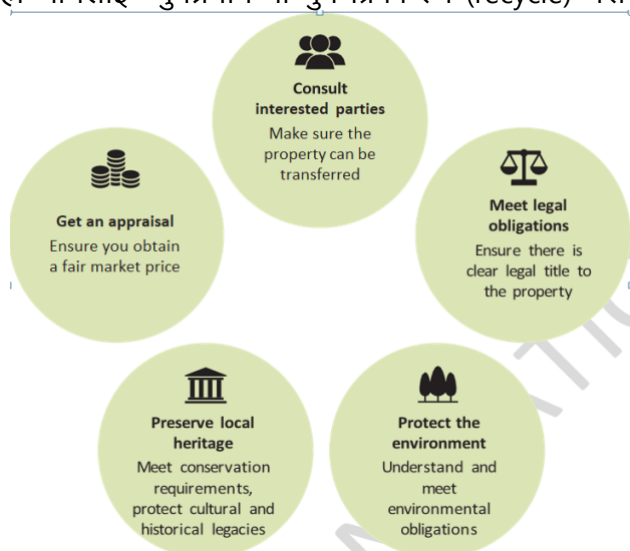 (recycle)
Consult
interested parties
Make sure the
property can be
transferred
Get an appraisal
Ensure you obtain
a fair market price
Meet legal
obligations
Ensure there is
clear legal title to
the property
Preserve local
heritage
Meet conservation
requirements,
protect cultural and
historical legacies
Protect the
environment
Understand and
meet
environmental
obligations